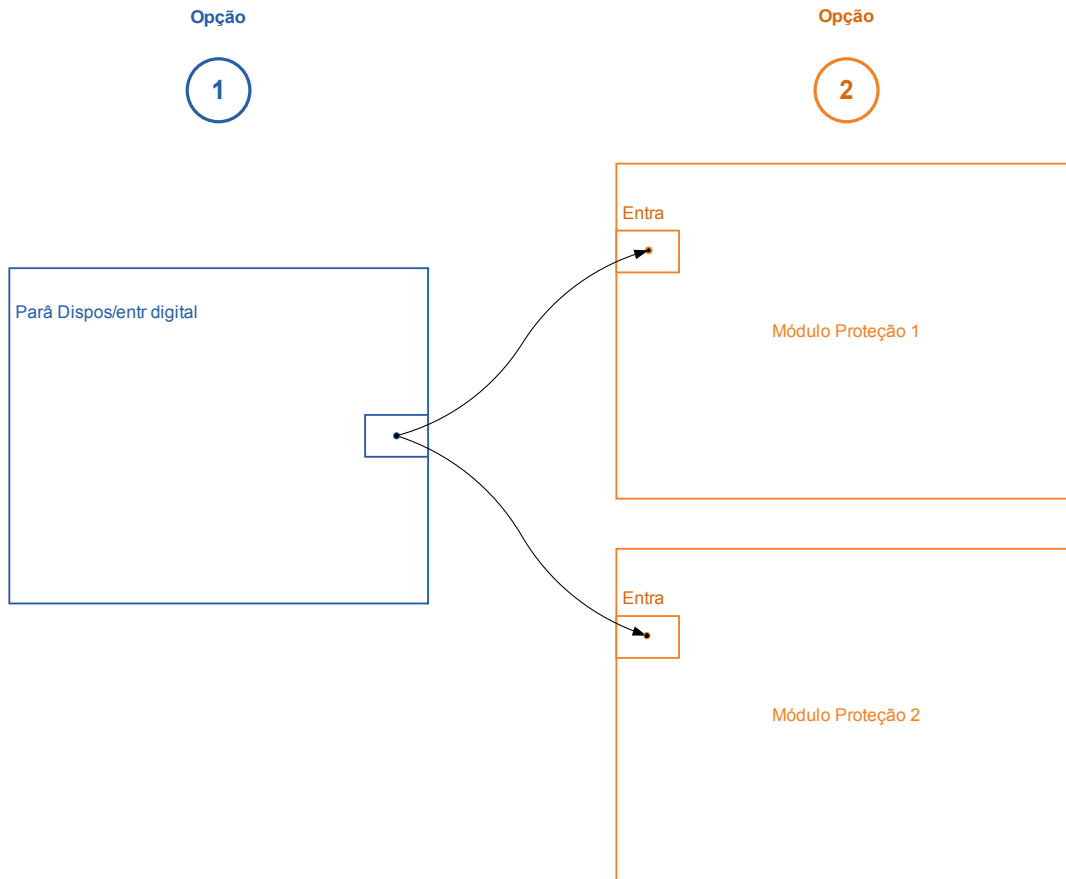 Opção
Opção
1
2
Entra
Parâ Dispos/entr digital
Módulo Proteção 1
Entra
Módulo Proteção 2